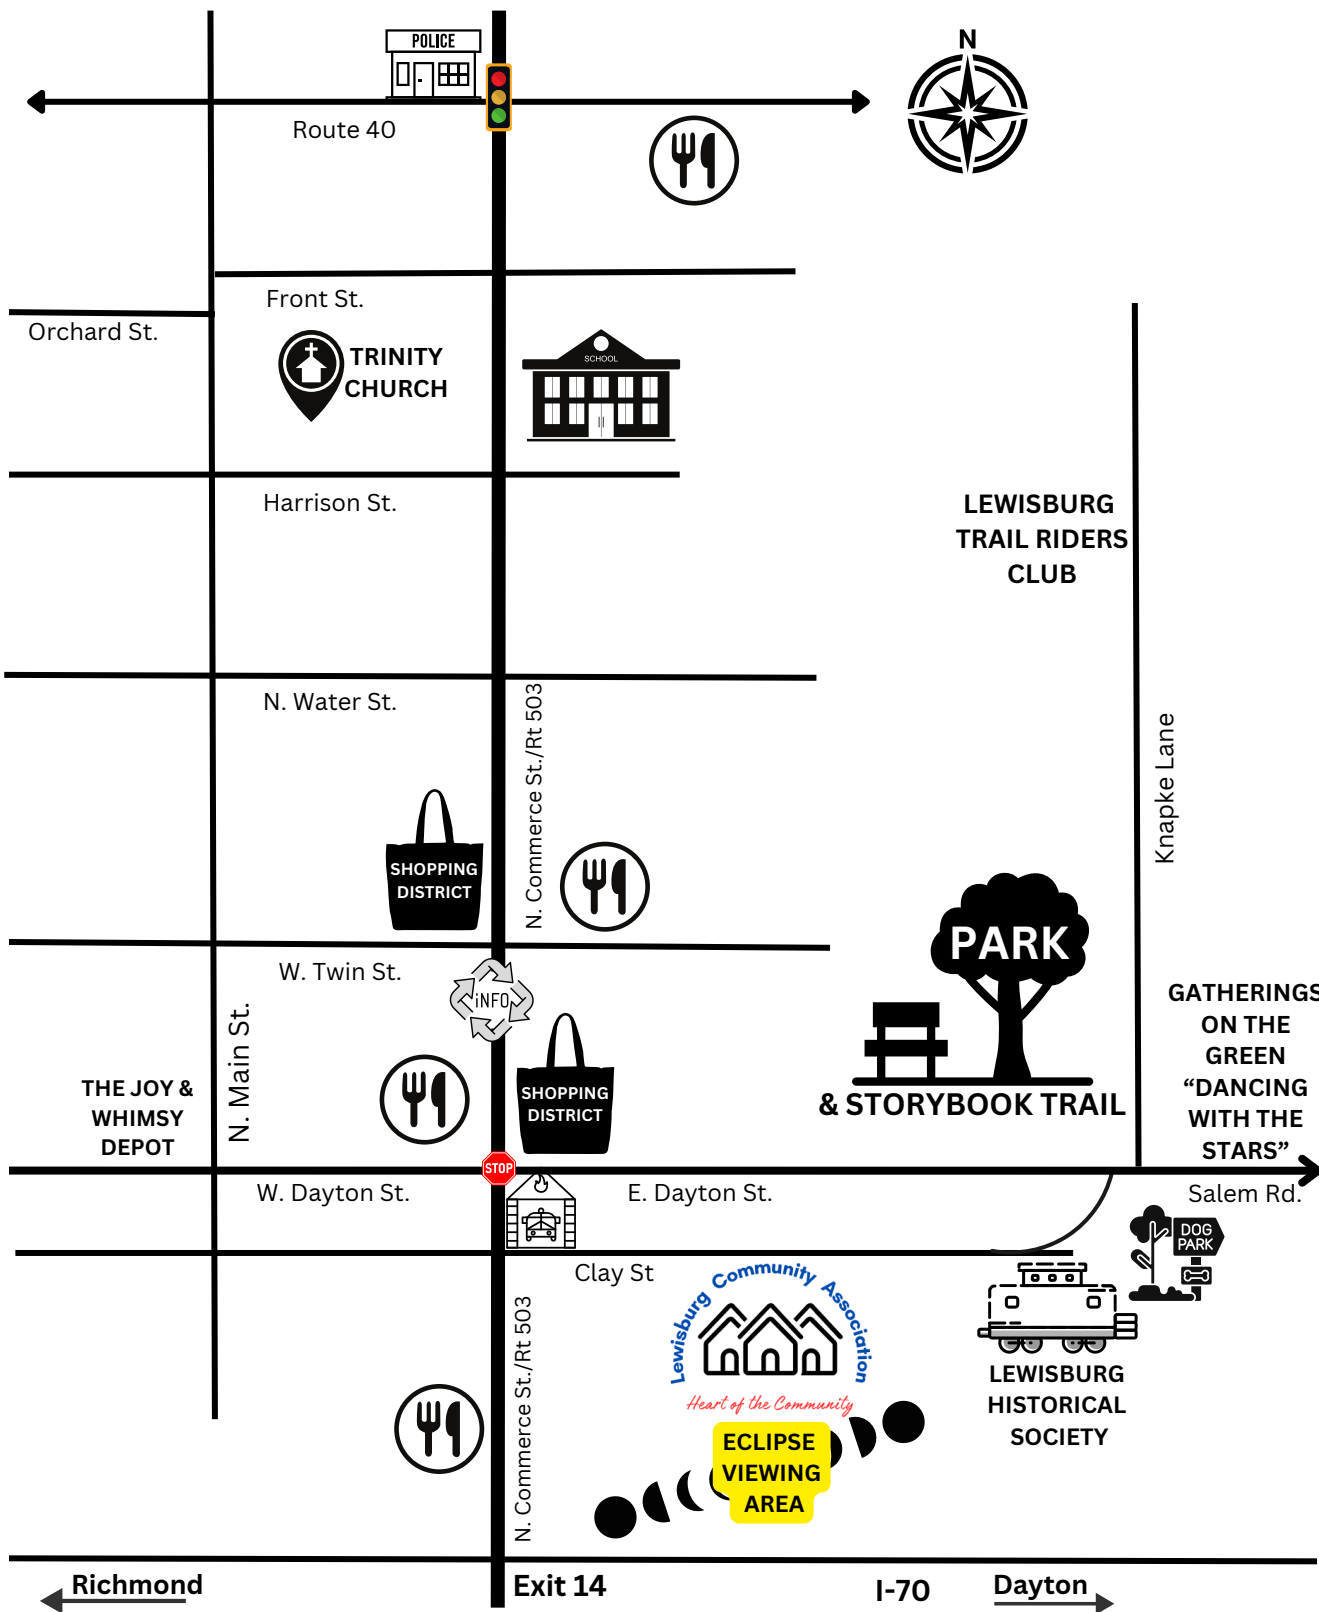 POLICE
N
Route 40
Front St.
Orchard St.
TRINITY
CHURCH
SCHOOL
Harrison St.
LEWISBURG
TRAIL RIDERS
CLUB
N. Water St.
N. Commerce St./Rt 503
Knapke Lane
SHOPPING
DISTRICT
PARK
W. Twin St.
iNFO
N. Main St.
GATHERINGS
ON THE
GREEN
“DANCING
WITH THE
STARS”
THE JOY &
WHIMSY
DEPOT
SHOPPING
DISTRICT
& STORYBOOK TRAIL
STOP
W. Dayton St.
E. Dayton St.
Salem Rd.
DOG
PARK
Clay St
Lewisburg Community Association
Heart of the Community
N. Commerce St./Rt 503
LEWISBURG
HISTORICAL
SOCIETY
ECLIPSE
VIEWING
AREA
Richmond
Exit 14
I-70
Dayton